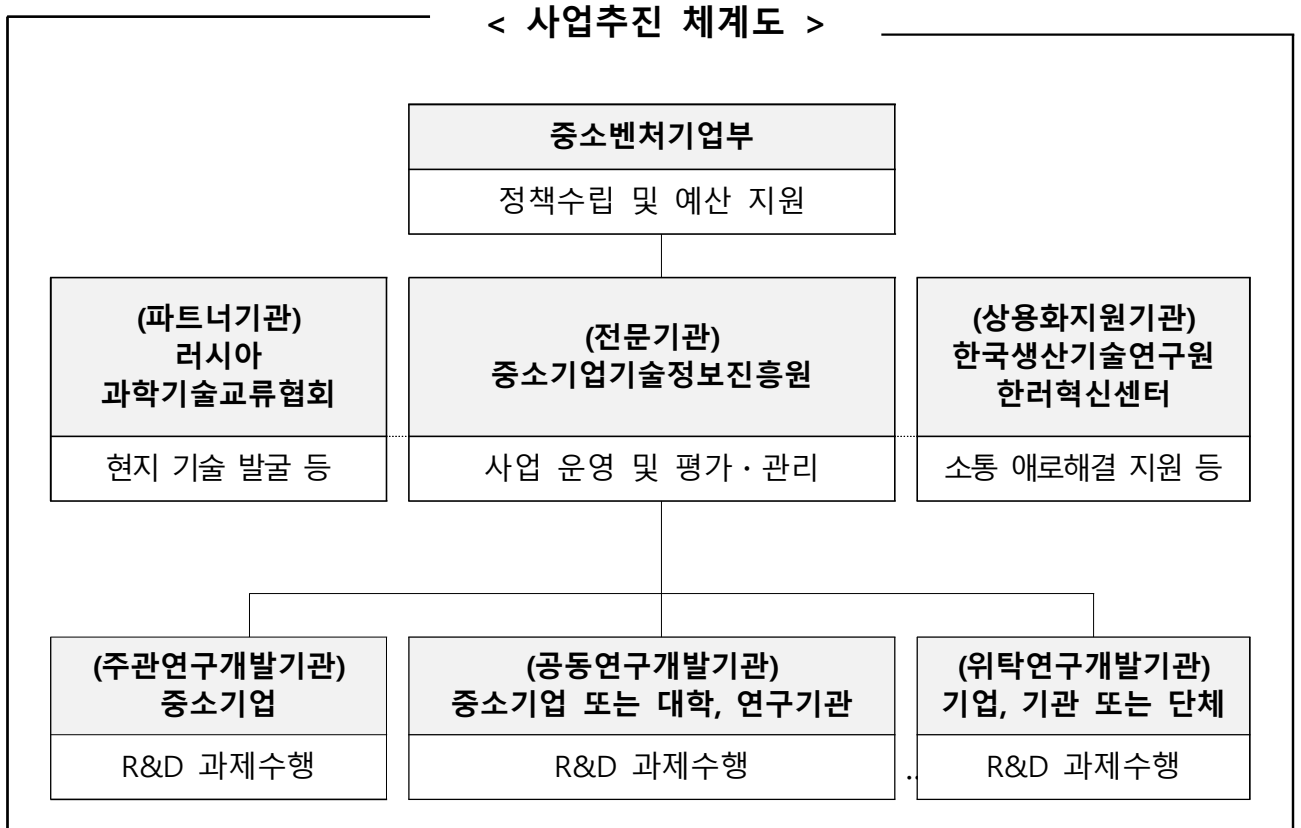 < 사업추진 체계도 >
중소벤처기업부
정책수립 및 예산 지원
(파트너기관)
러시아
과학기술교류협회
현지 기술 발굴 등
(전문기관)
중소기업기술정보진흥원
사업 운영 및 평가·관리
(상용화지원기관)
한국생산기술연구원
한러혁신센터
소통 애로해결 지원 등
(주관연구개발기관)
중소기업
R&D 과제수행
(공동연구개발기관)
중소기업 또는 대학, 연구기관
R&D 과제수행
..
(위탁연구개발기관)
기업, 기관 또는 단체
R&D 과제수행